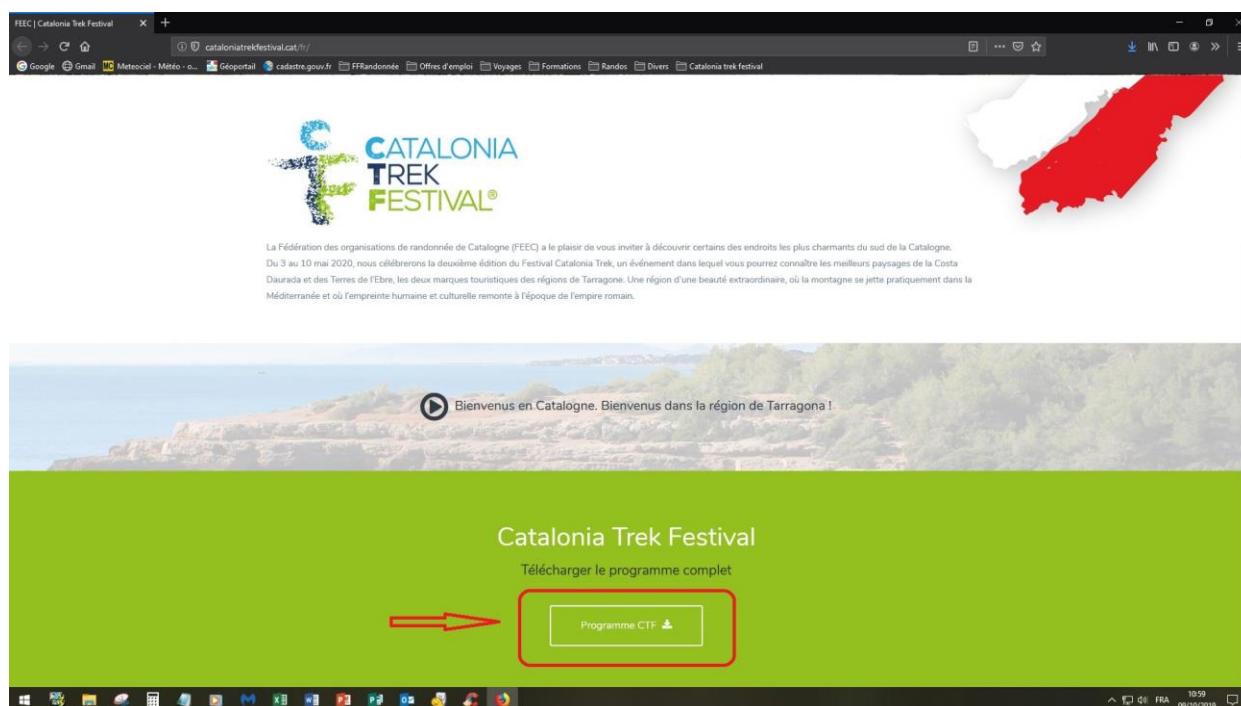 FEEC | Catalonia Trek Festival
cataloniatrekfestival.cat/fr/
Google Gmail Meteociel - Météo - o... Géoportail cadastre.gouv.fr FFRandonnée Offres d'emploi Voyages Formations Randos Divers Catalonia trek festival
CATALONIA
TREK
FESTIVAL®
La Fédération des organisations de randonnée de Catalogne (FEEC) a le plaisir de vous inviter à découvrir certains des endroits les plus charmants du sud de la Catalogne.
Du 3 au 10 mai 2020, nous célébrerons la deuxième édition du Festival Catalonia Trek, un événement dans lequel vous pourrez connaître les meilleurs paysages de la Costa
Daurada et des Terres de l'Ebre, les deux marques touristiques des régions de Tarragone. Une région d'une beauté extraordinaire, où la montagne se jette pratiquement dans la
Méditerranée et où l'empreinte humaine et culturelle remonte à l'époque de l'empire romain.
Bienvenus en Catalogne. Bienvenus dans la région de Tarragona !
Catalonia Trek Festival
Télécharger le programme complet
Programme CTF
FRA
10:59
09/10/2019